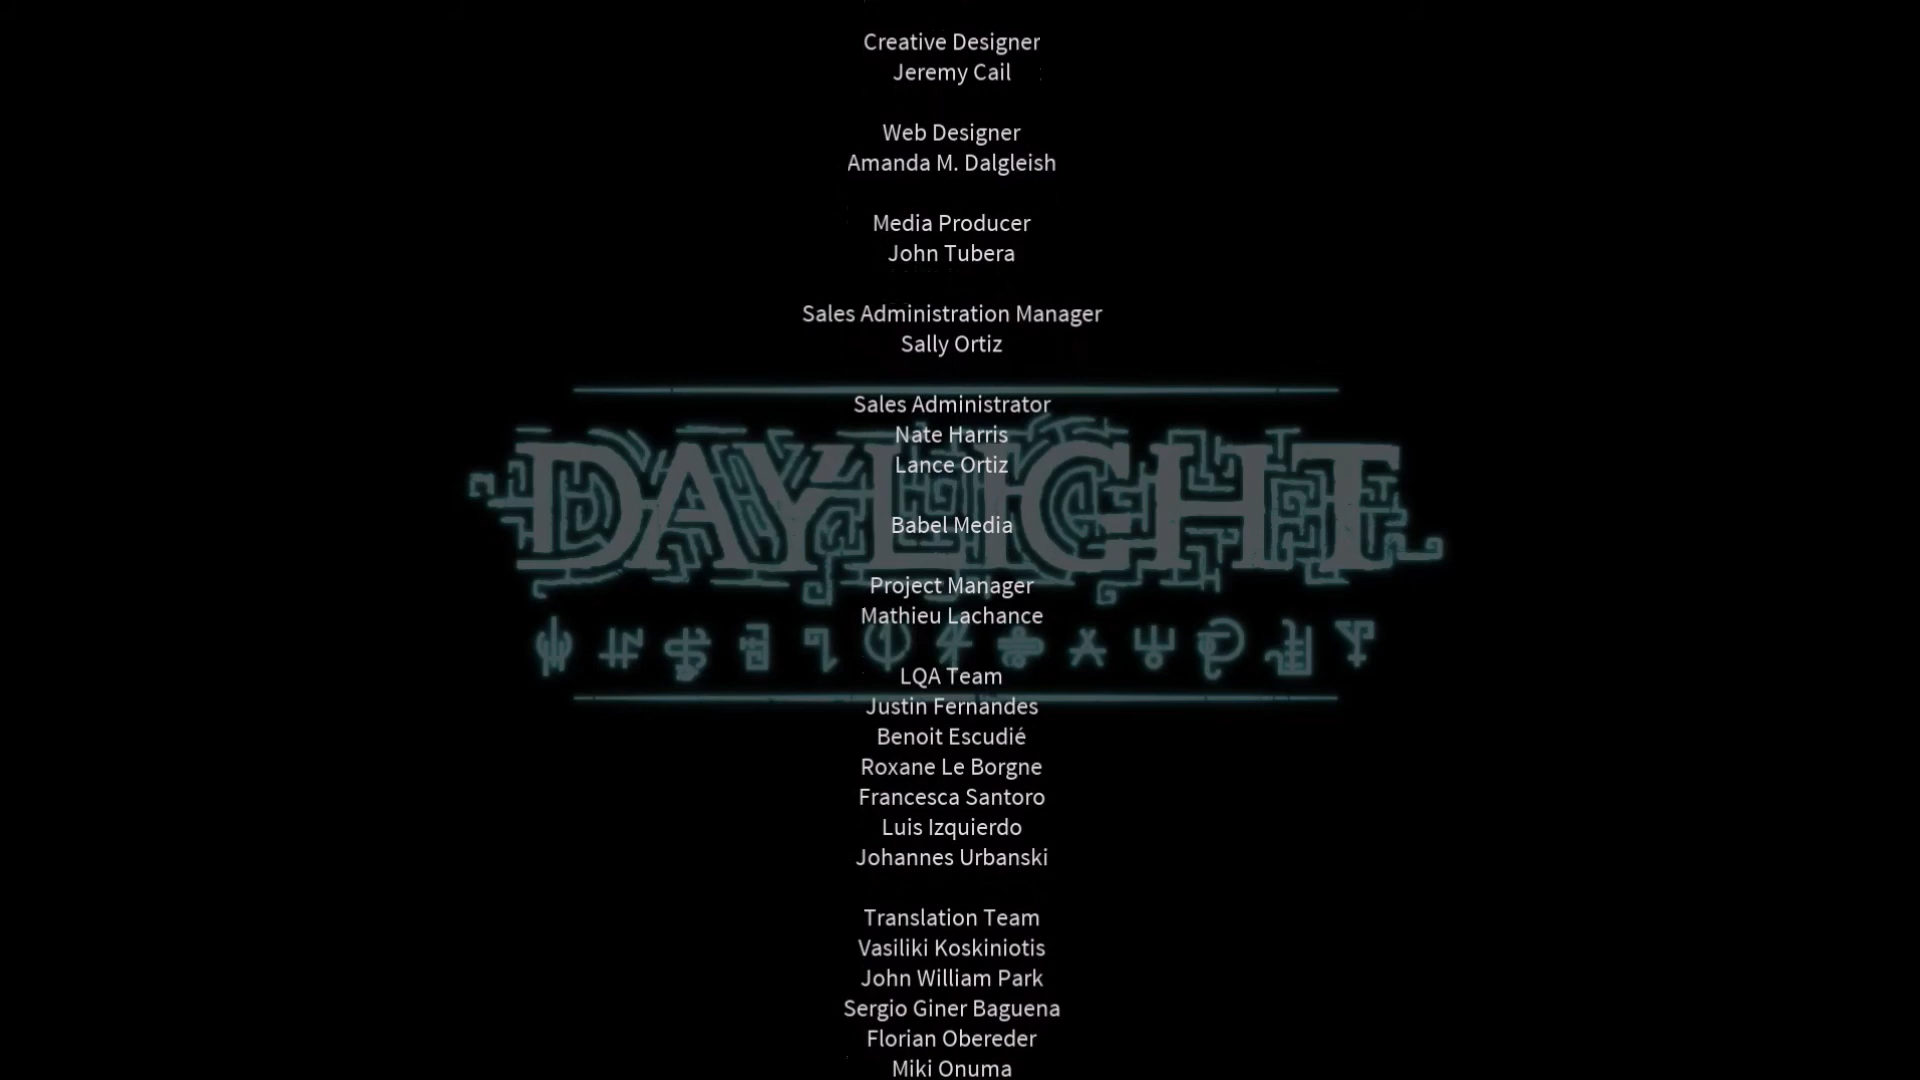 Creative Designer
Jeremy Cail
Web Designer
Amanda M. Dalgleish
Media Producer
John Tubera
Sales Administration Manager
Sally Ortiz
Sales Administrator
Nate Harris
Lance Ortiz
DAYLIGHT
Babel Media
Project Manager
Mathieu Lachance
LQA Team
Justin Fernandes
Benoit Escudié
Roxane Le Borgne
Francesca Santoro
Luis Izquierdo
Johannes Urbanski
Translation Team
Vasiliki Koskiniotis
John William Park
Sergio Giner Baguena
Florian Obereder
Miki Onuma